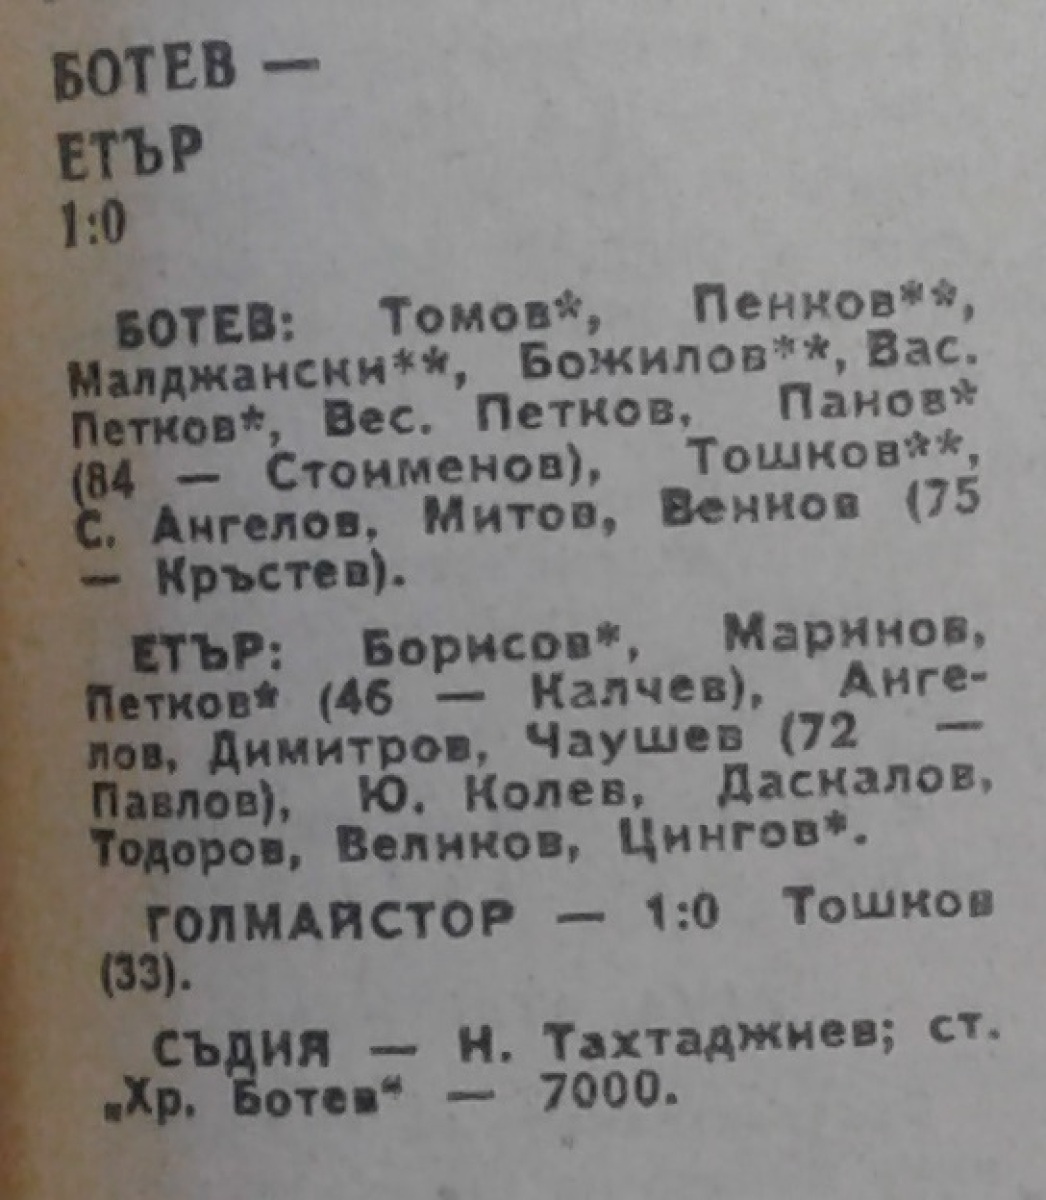 БОТЕВ —
ЕТЪР
1:0
БОТЕВ: Томов*, Пенков**,
Малджански**, Божилов**, Вас.
Петков*, Вес. Петков, Панов*
(84 — Стоименов), Тошков**,
С. Ангелов, Митов, Венков (75
— Кръстев).
ЕТЪР: Борисов*, Маринов,
Петков* (46 — Калчев), Анге-
лов, Димитров, Чаушев (72 —
Павлов), Ю. Колев, Даскалов,
Тодоров, Великов, Цингов*.
ГОЛМАЙСТОР — 1:0 Тошков
(33).
СЪДИЯ — Н. Тахтаджиев; ст.
„Хр. Ботев“ — 7000.